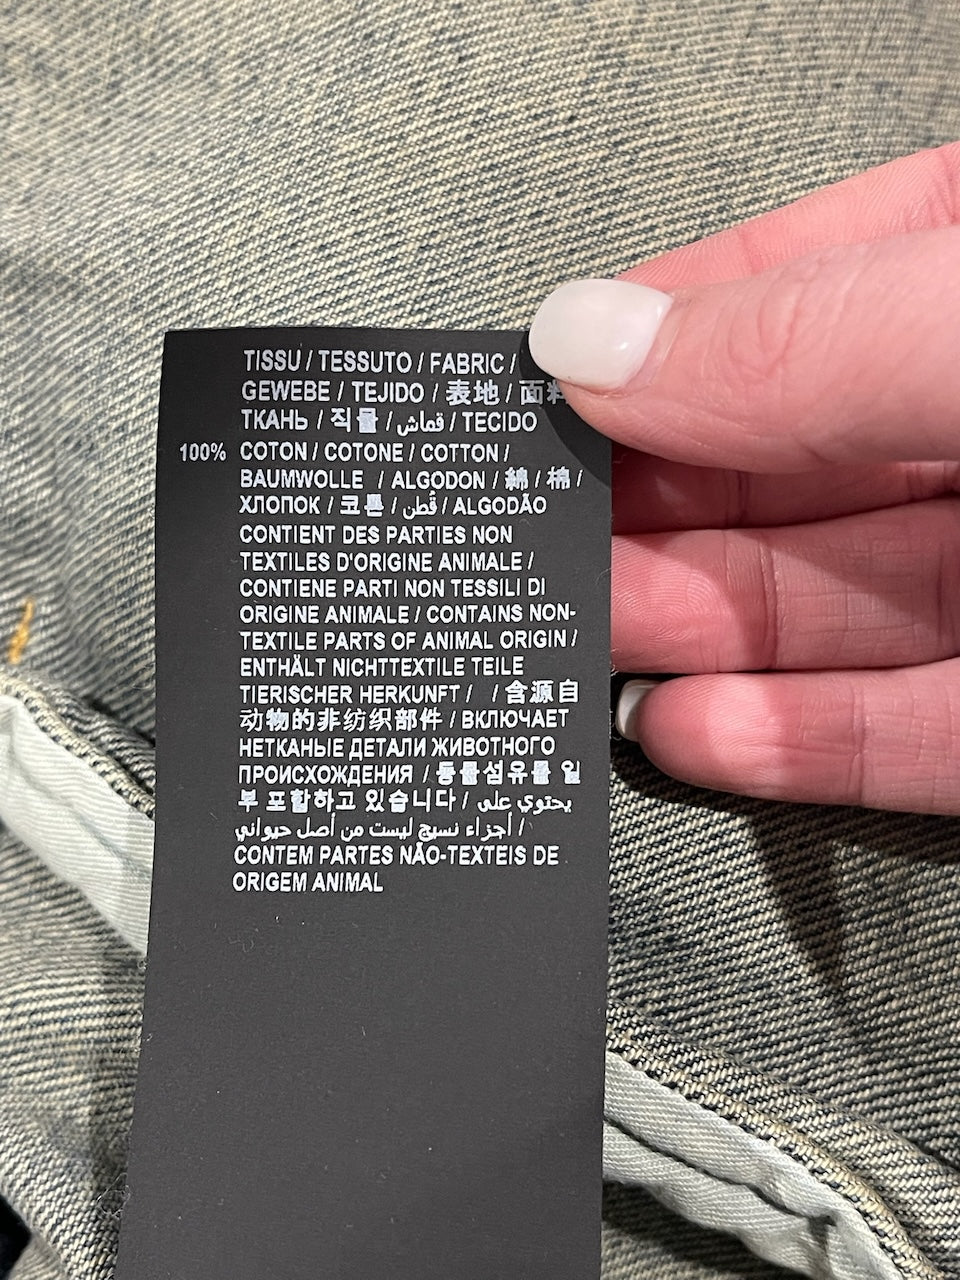 TISSU / TESSUTO / FABRIC /
GEWEBE / TEJIDO / 表地 / 面料
ТКАНЬ / 직물 / قماش / TECIDO
100% COTON / COTONE / COTTON /
BAUMWOLLE / ALGODON / 綿 / 棉 /
ХЛОПОК / 코튼 / قُطن / ALGODÃO
CONTIENT DES PARTIES NON
TEXTILES D'ORIGINE ANIMALE /
CONTIENE PARTI NON TESSILI DI
ORIGINE ANIMALE / CONTAINS NON-
TEXTILE PARTS OF ANIMAL ORIGIN /
ENTHÄLT NICHTTEXTILE TEILE
TIERISCHER HERKUNFT / / 含源自
动物的非纺织部件 / ВКЛЮЧАЕТ
НЕТКАНЫЕ ДЕТАЛИ ЖИВОТНОГО
ПРОИСХОЖДЕНИЯ / 동물섬유물 일
부 포함하고 있습니다 / يحتوي على
أجزاء نسيج ليست من أصل حيواني /
CONTEM PARTES NÃO-TEXTEIS DE
ORIGEM ANIMAL